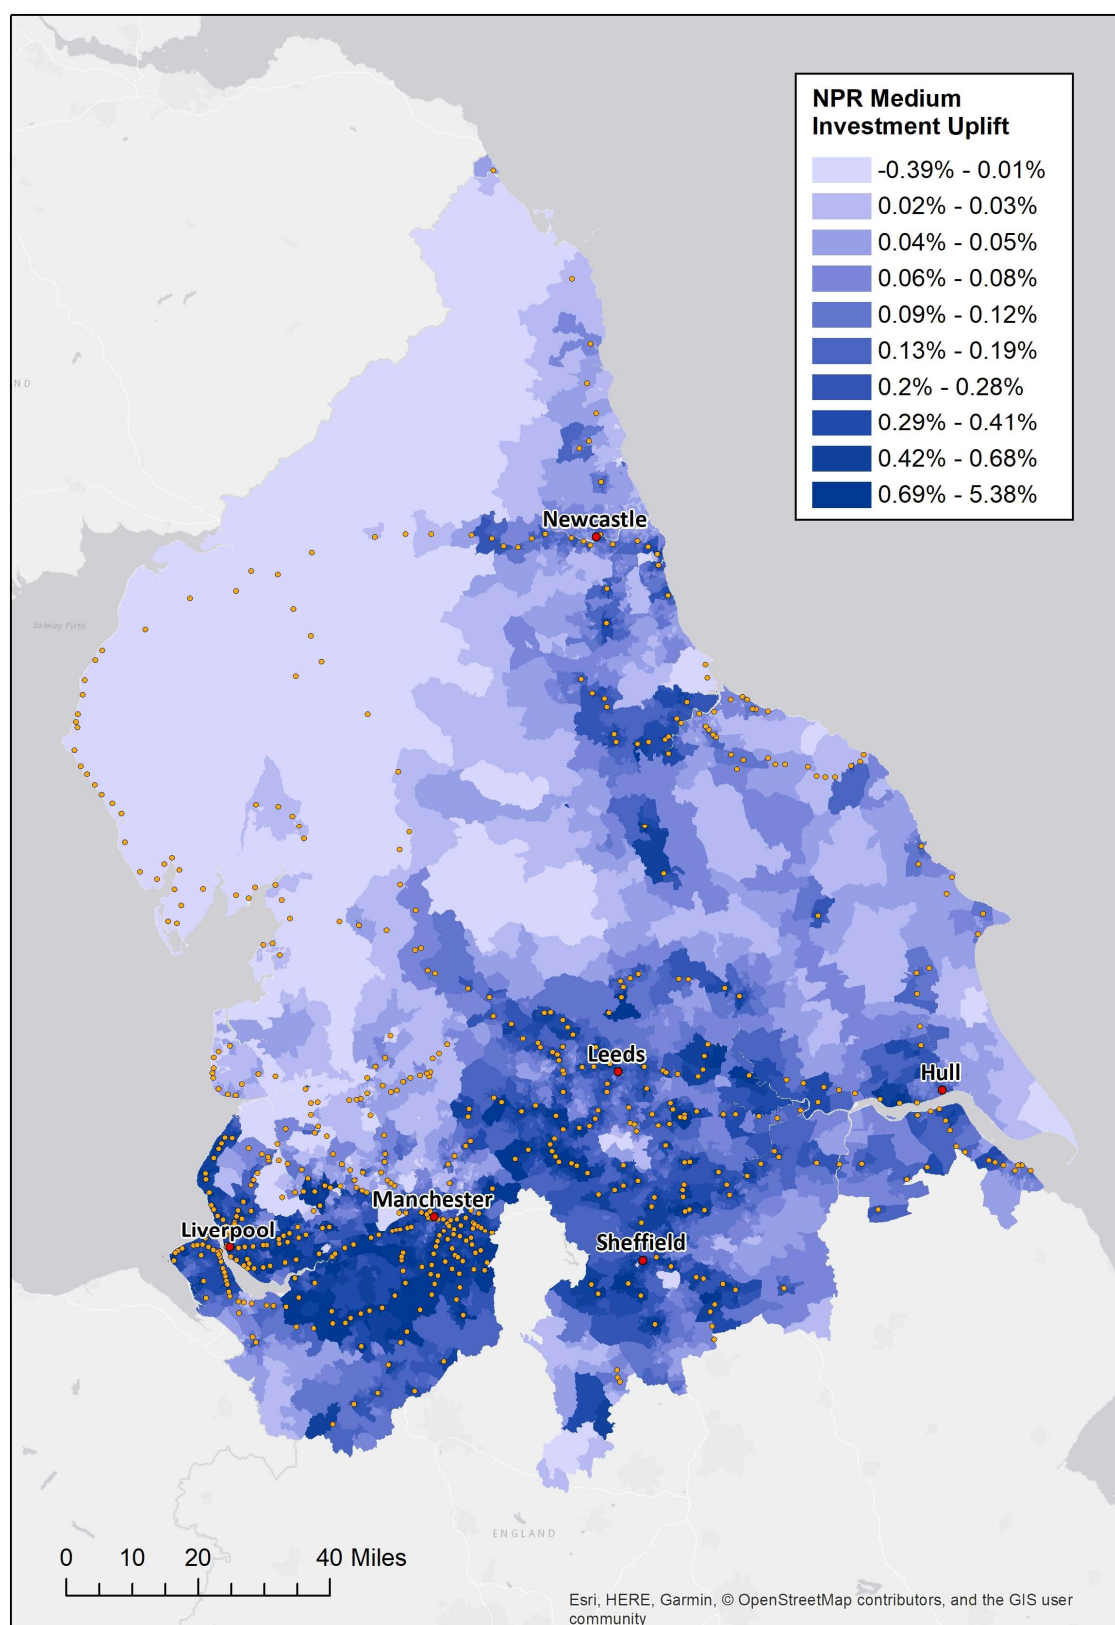 NPR Medium
Investment Uplift
-0.39% - 0.01%
0.02% - 0.03%
0.04% - 0.05%
0.06% - 0.08%
0.09% - 0.12%
0.13% - 0.19%
0.2% - 0.28%
0.29% - 0.41%
0.42% - 0.68%
0.69% - 5.38%
ND
Newcastle
Solway Firth
Leeds
Hull
Manchester
Liverpool
Sheffield
ENGLAND
0 10 20 40 Miles
Esri, HERE, Garmin, © OpenStreetMap contributors, and the GIS user
community